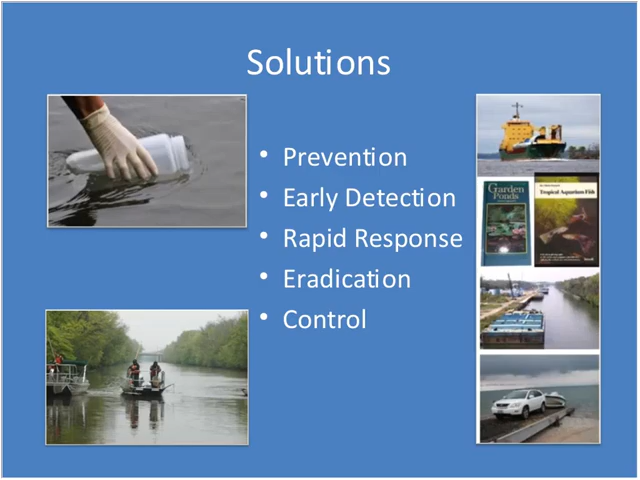 Solutions
• Prevention
• Early Detection
• Rapid Response
• Eradication
• Control
Garden
Ponds
Tropical Aquarium Fish